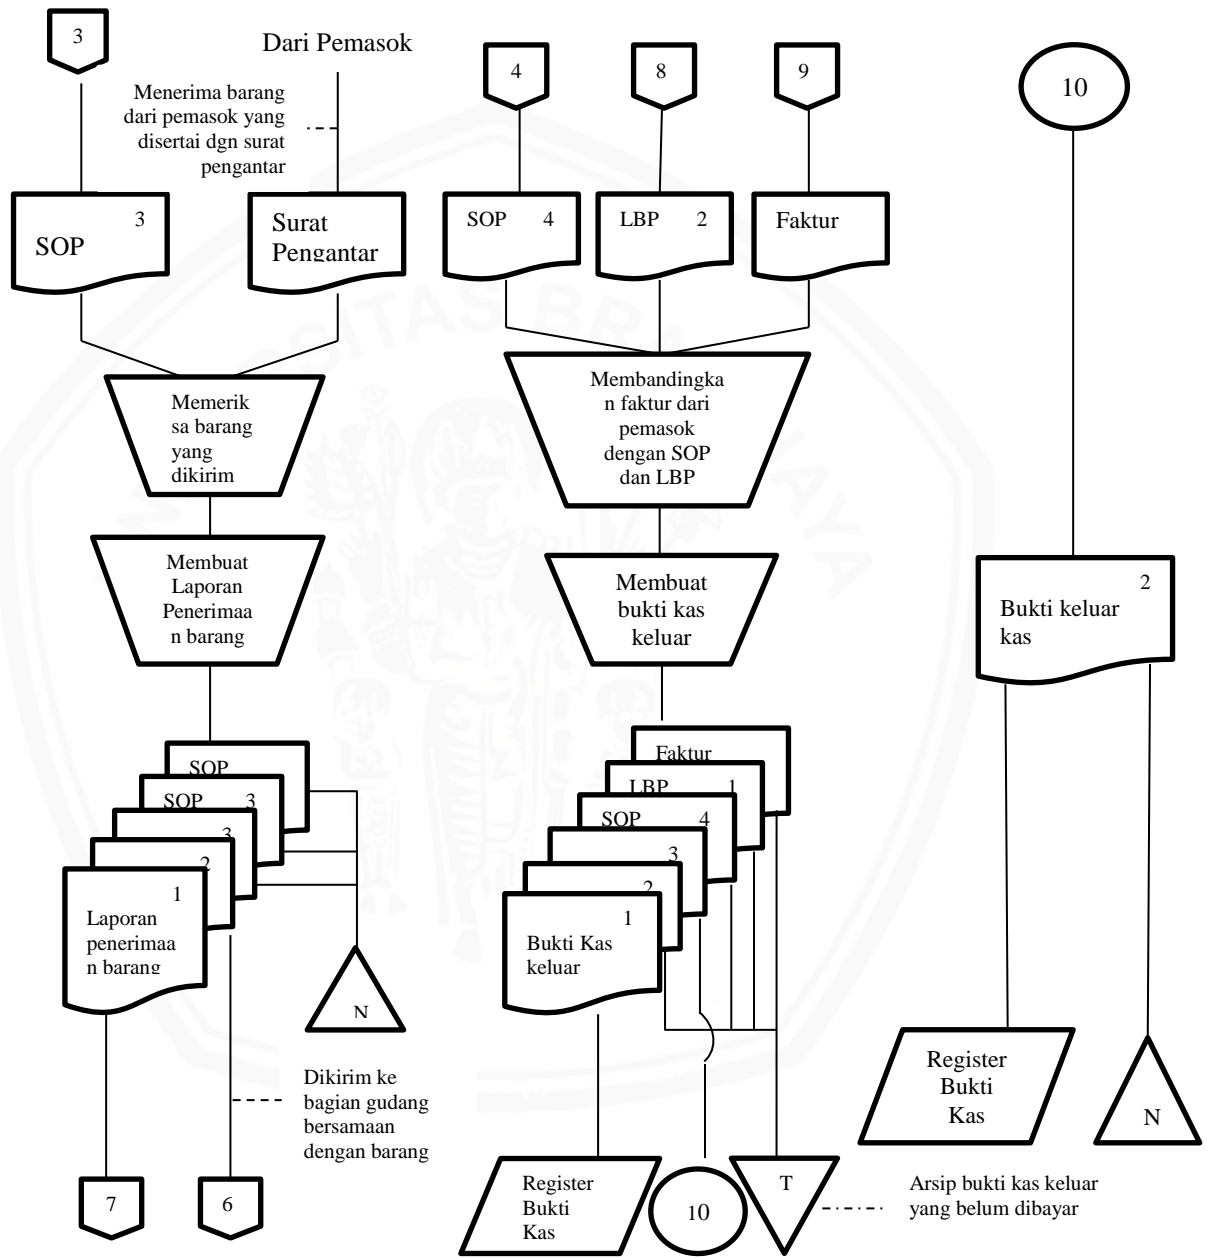 3
Dari Pemasok
Menerima barang
dari pemasok yang
disertai dgn surat
pengantar
3
SOP
Surat
Pengantar
Memerik
sa barang
yang
dikirim
Membuat
Laporan
Penerimaa
n barang
SOP
SOP 3
3
2
1
Laporan
penerimaa
n barang
N
Dikirim ke
bagian gudang
bersamaan
dengan barang
7
6
4
8
9
SOP 4
LBP 2
Faktur
Membandingka
n faktur dari
pemasok
dengan SOP
dan LBP
Membuat
bukti kas
keluar
Faktur
LBP 1
SOP 4
3
2
1
Bukti Kas
keluar
Register
Bukti
Kas
10
T
Arsip bukti kas keluar
yang belum dibayar
10
2
Bukti keluar
kas
Register
Bukti
Kas
N
UNIVERSITAS BRAWIJAYA